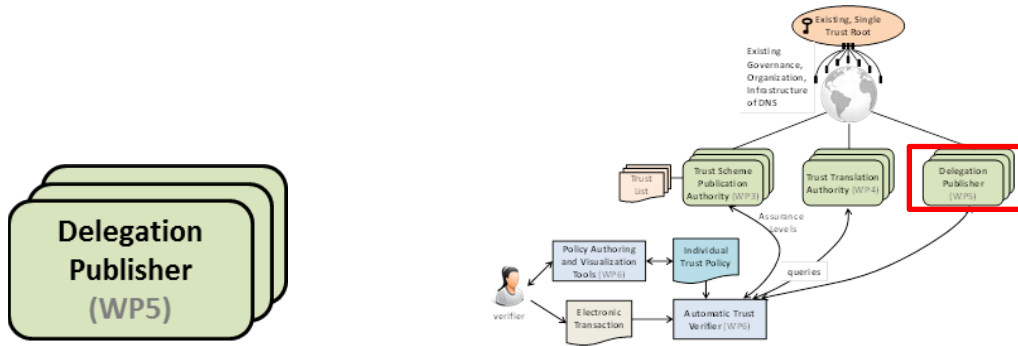 Delegation
Publisher
(WP5)
Existing, Single
Trust Root
Existing
Governance,
Organization,
Infrastructure
of DNS
Trust
List
Trust Scheme
Publication
Authority (WP3)
Trust Translation
Authority (WP4)
Delegation
Publisher
(WP5)
Assurance
Levels
Policy Authoring
and Visualization
Tools (WP6)
Individual
Trust Policy
queries
verifier
Electronic
Transaction
Automatic Trust
Verifier (WP6)